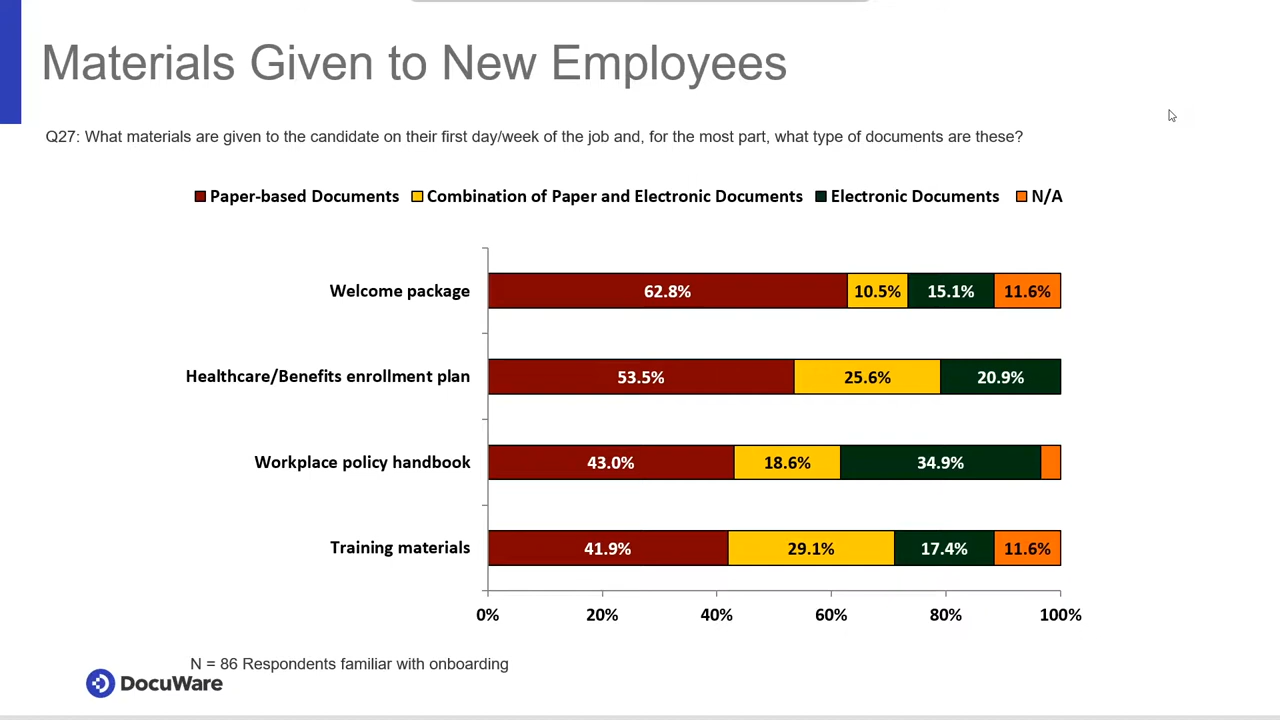 Materials Given to New Employees
Q27: What materials are given to the candidate on their first day/week of the job and, for the most part, what type of documents are these?
Paper-based Documents Combination of Paper and Electronic Documents Electronic Documents N/A
Welcome package 62.8% 10.5% 15.1% 11.6%
Healthcare/Benefits enrollment plan 53.5% 25.6% 20.9%
Workplace policy handbook 43.0% 18.6% 34.9%
Training materials 41.9% 29.1% 17.4% 11.6%
0% 20% 40% 60% 80% 100%
N = 86 Respondents familiar with onboarding
DocuWare